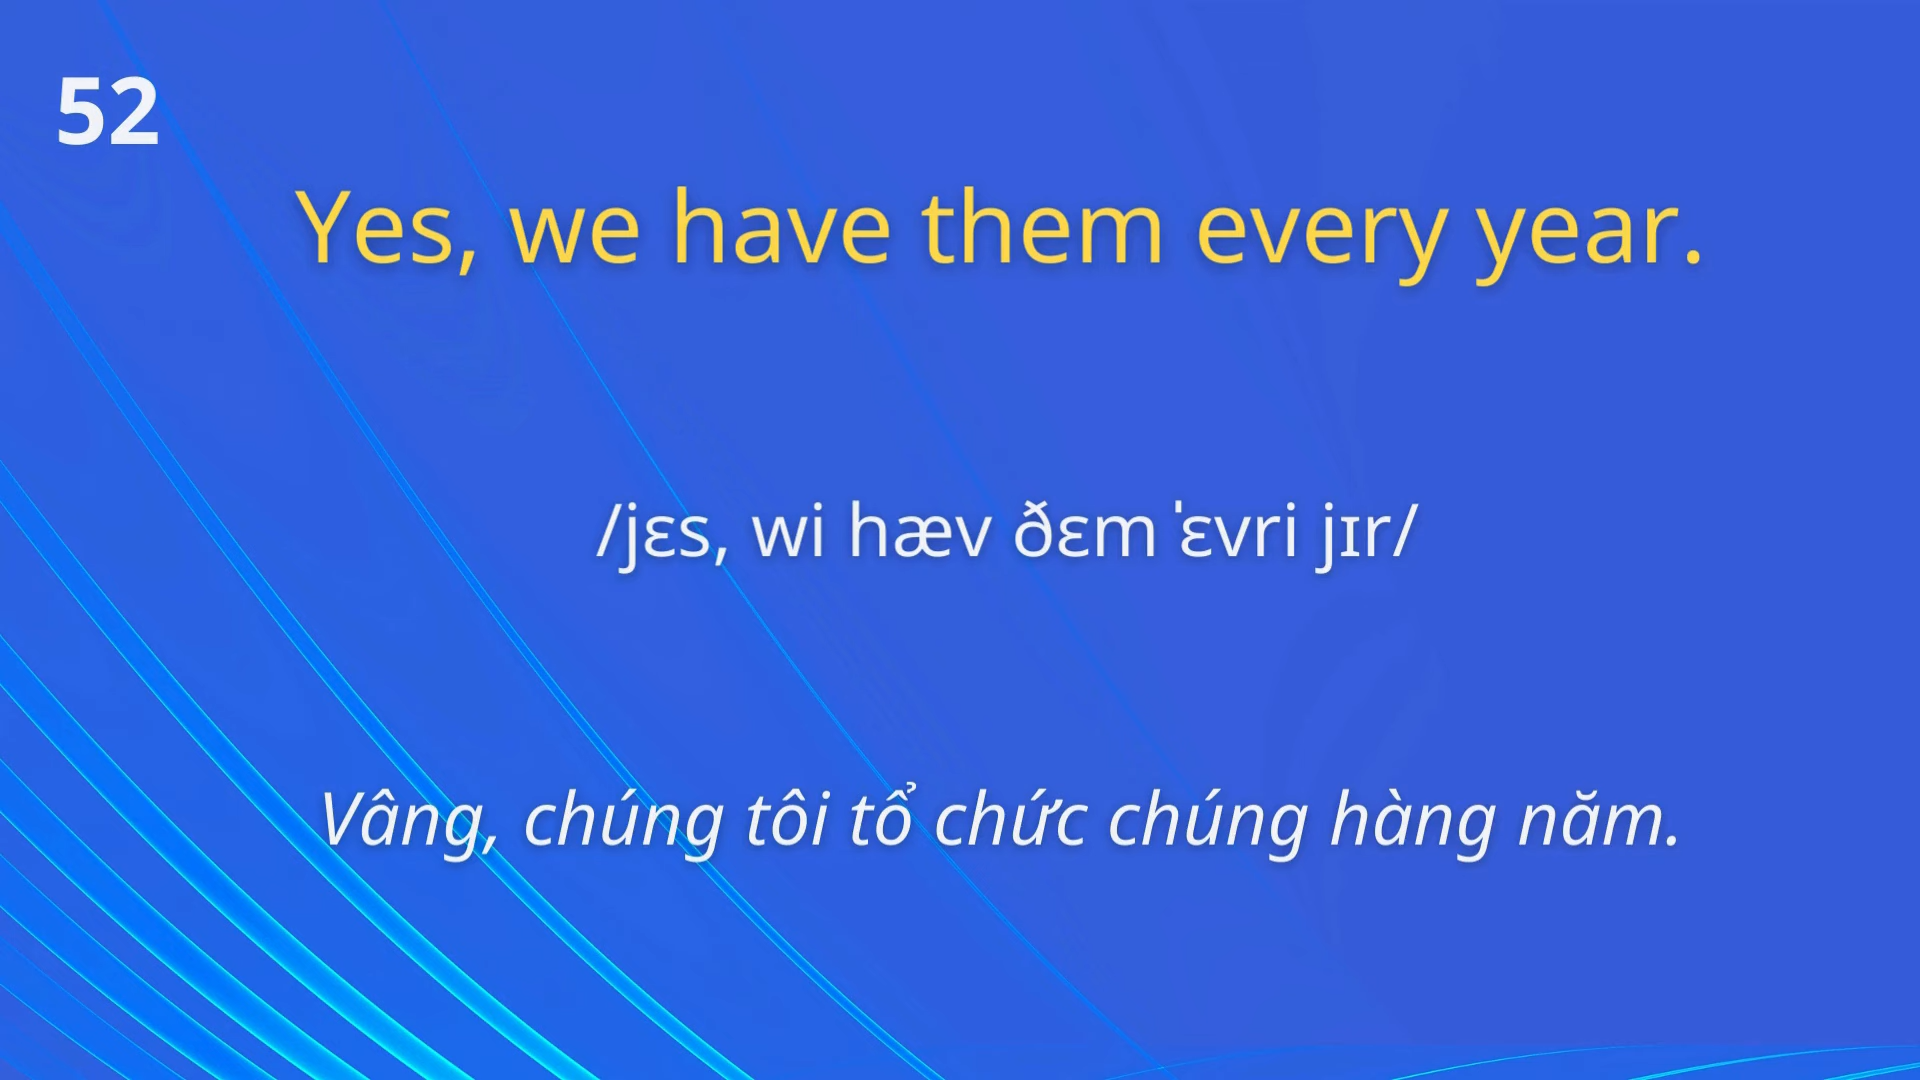 52
Yes, we have them every year.
/jɛs, wi hæv ðɛm ˈɛvri jɪr/
Vâng, chúng tôi tổ chức chúng hàng năm.